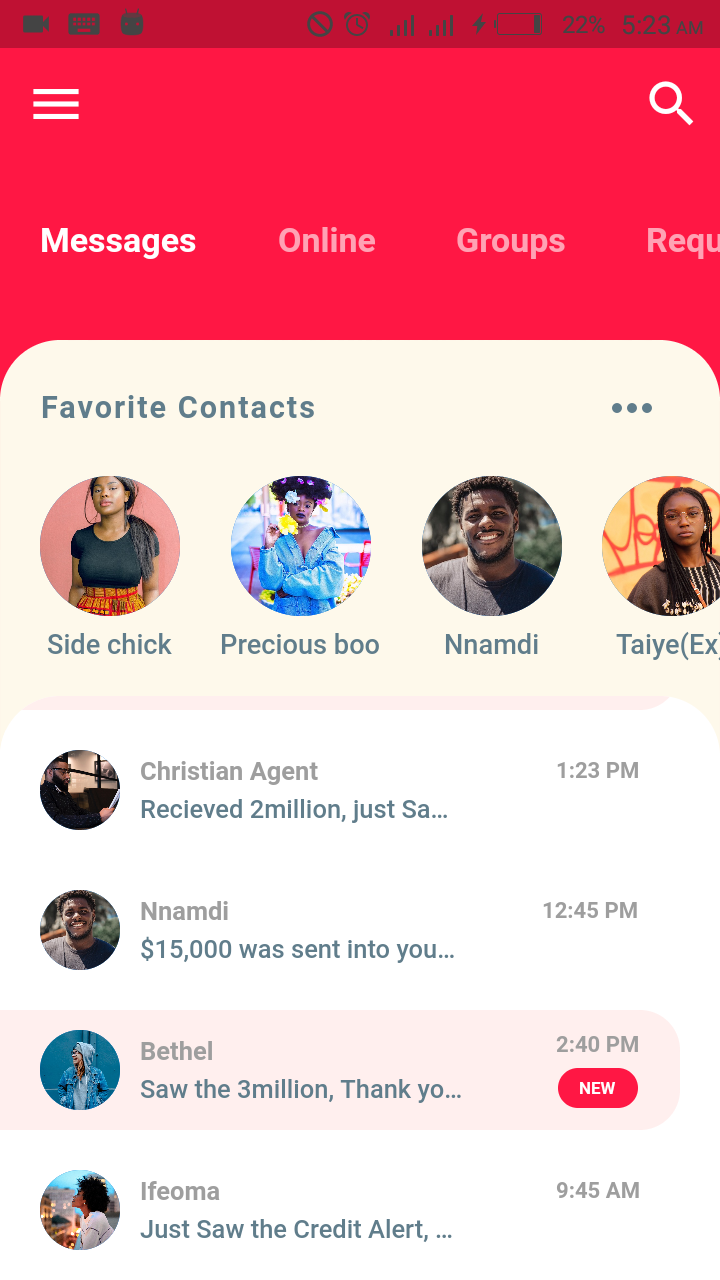 22% 5:23 AM
Messages Online Groups Requ
Favorite Contacts
Side chick Precious boo Nnamdi Taiye(Ex)
Christian Agent 1:23 PM
Recieved 2million, just Sa...
Nnamdi 12:45 PM
$15,000 was sent into you...
Bethel 2:40 PM
Saw the 3million, Thank yo...
NEW
Ifeoma 9:45 AM
Just Saw the Credit Alert, ...